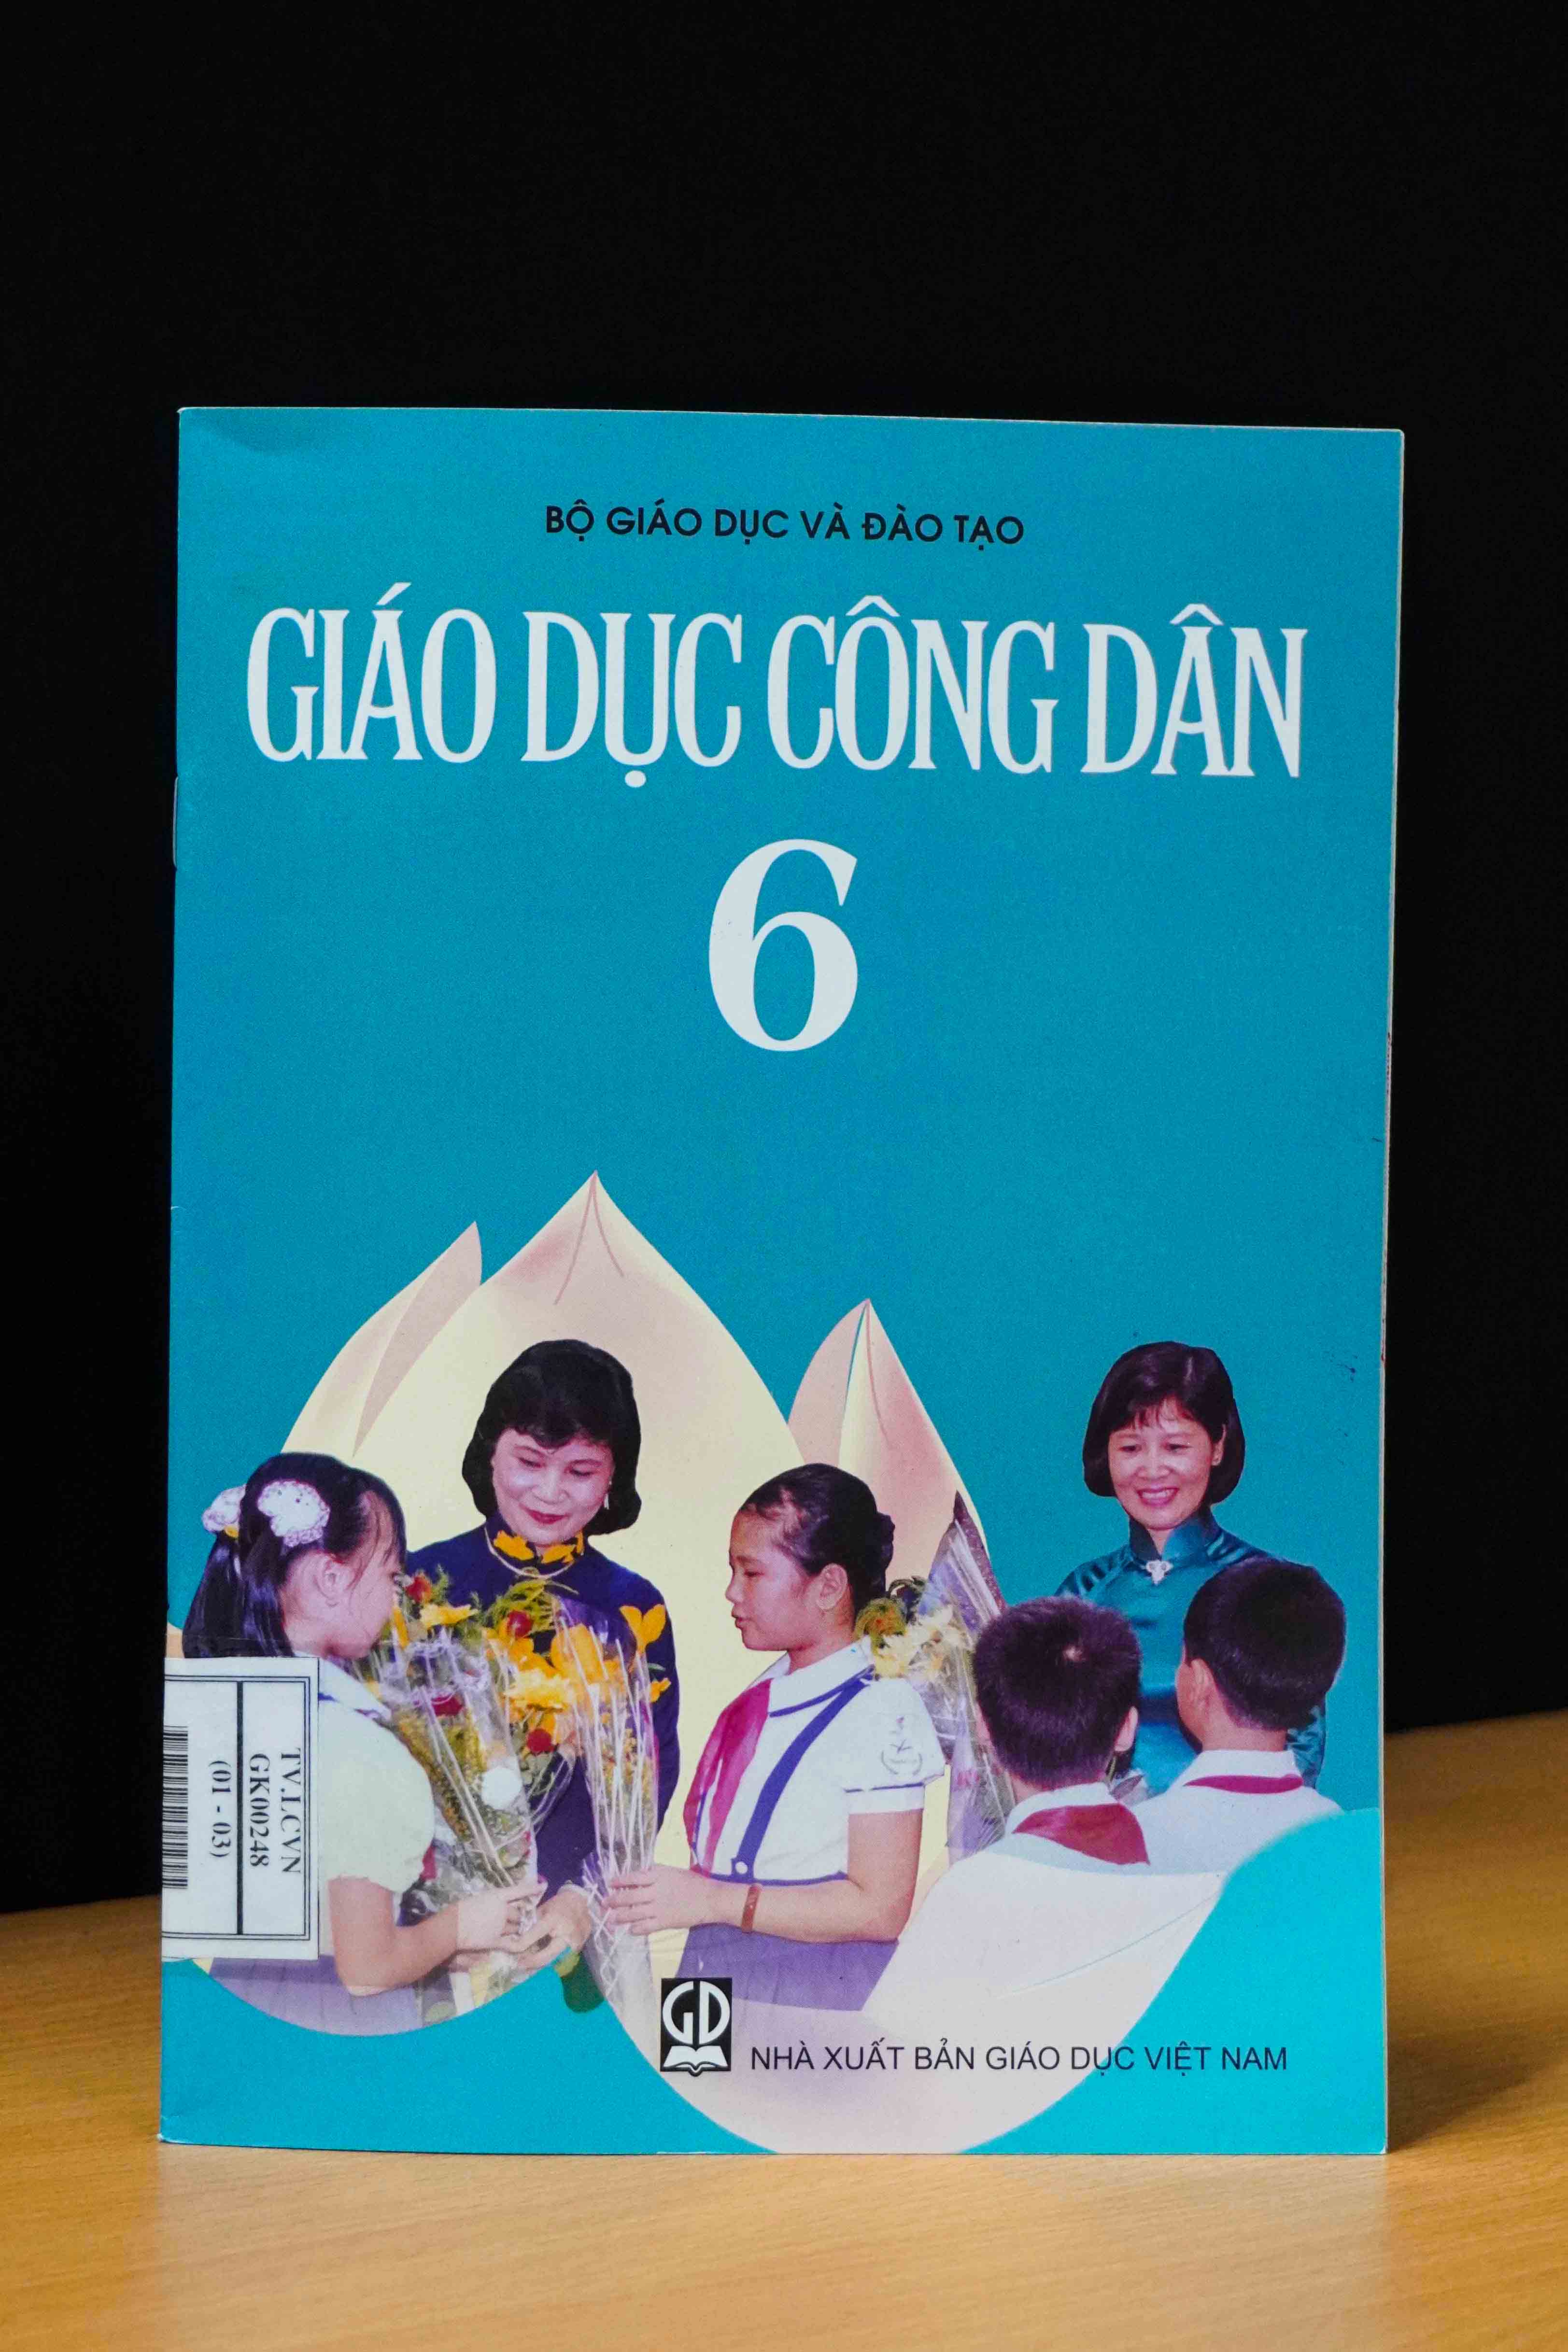 BỘ GIÁO DỤC VÀ ĐÀO TẠO
GIÁO DỤC CÔNG DÂN
6
TV.LCVN
GK00248
(01 - 03)
GD
NHÀ XUẤT BẢN GIÁO DỤC VIỆT NAM